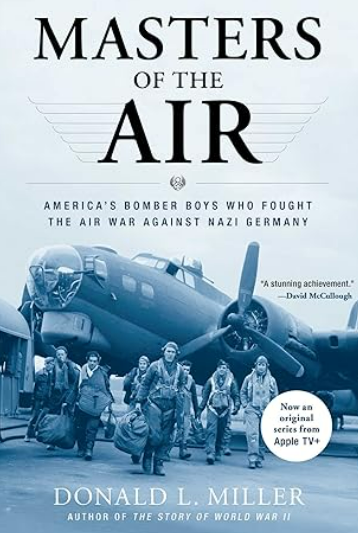 MASTERS
OF THE
AIR
AMERICA'S BOMBER BOYS WHO FOUGHT
THE AIR WAR AGAINST NAZI GERMANY
"A stunning achievement."
—David McCullough
Now an
original
series from
Apple TV+
DONALD L. MILLER
AUTHOR OF THE STORY OF WORLD WAR II